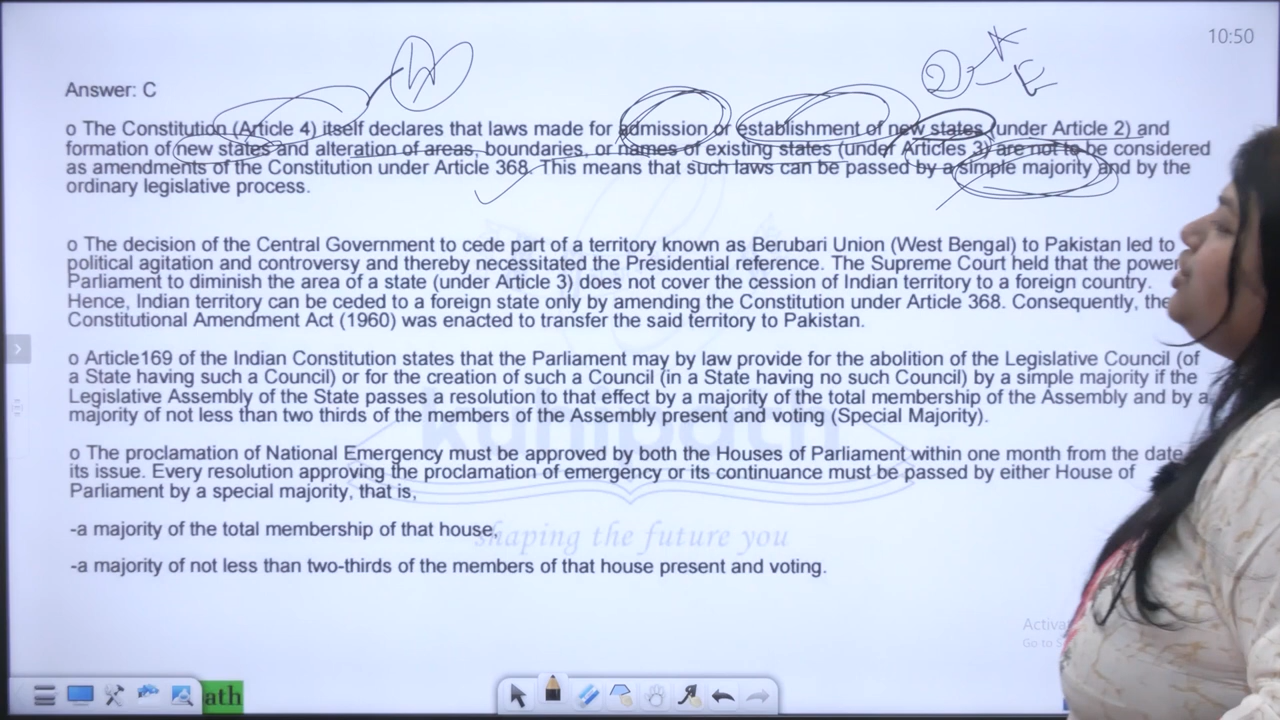 10:50
2 A
E
4
Answer: C
o The Constitution (Article 4) itself declares that laws made for admission or establishment of new states (under Article 2) and
formation of new states and alteration of areas, boundaries, or names of existing states (under Articles 3) are not to be considered
as amendments of the Constitution under Article 368. This means that such laws can be passed by a simple majority and by the
ordinary legislative process.
o The decision of the Central Government to cede part of a territory known as Berubari Union (West Bengal) to Pakistan led to
political agitation and controversy and thereby necessitated the Presidential reference. The Supreme Court held that the power
Parliament to diminish the area of a state (under Article 3) does not cover the cession of Indian territory to a foreign country.
Hence, Indian territory can be ceded to a foreign state only by amending the Constitution under Article 368. Consequently, the
Constitutional Amendment Act (1960) was enacted to transfer the said territory to Pakistan.
o Article169 of the Indian Constitution states that the Parliament may by law provide for the abolition of the Legislative Council (of
a State having such a Council) or for the creation of such a Council (in a State having no such Council) by a simple majority if the
Legislative Assembly of the State passes a resolution to that effect by a majority of the total membership of the Assembly and by a
majority of not less than two thirds of the members of the Assembly present and voting (Special Majority).
o The proclamation of National Emergency must be approved by both the Houses of Parliament within one month from the date
its issue. Every resolution approving the proclamation of emergency or its continuance must be passed by either House of
Parliament by a special majority, that is,
-a majority of the total membership of that house,
shaping the future you
-a majority of not less than two-thirds of the members of that house present and voting.
Activa
Go to S
ath